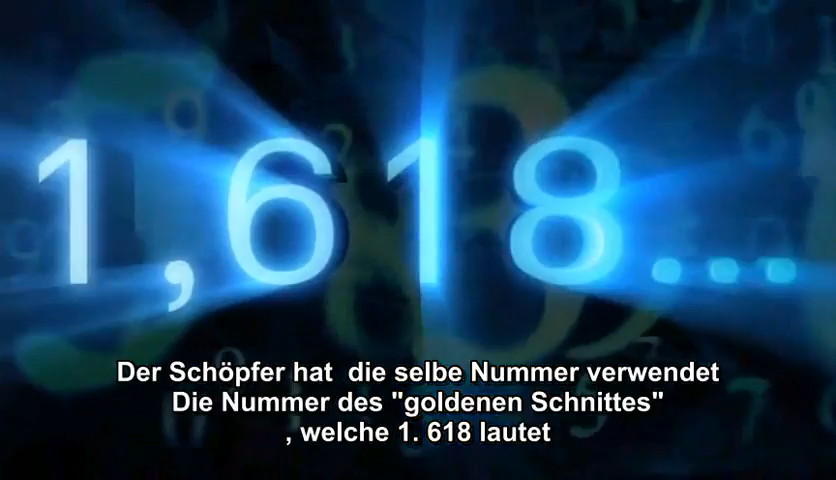 1,618...
Der Schöpfer hat  die selbe Nummer verwendet
Die Nummer des "goldenen Schnittes"
, welche 1. 618 lautet